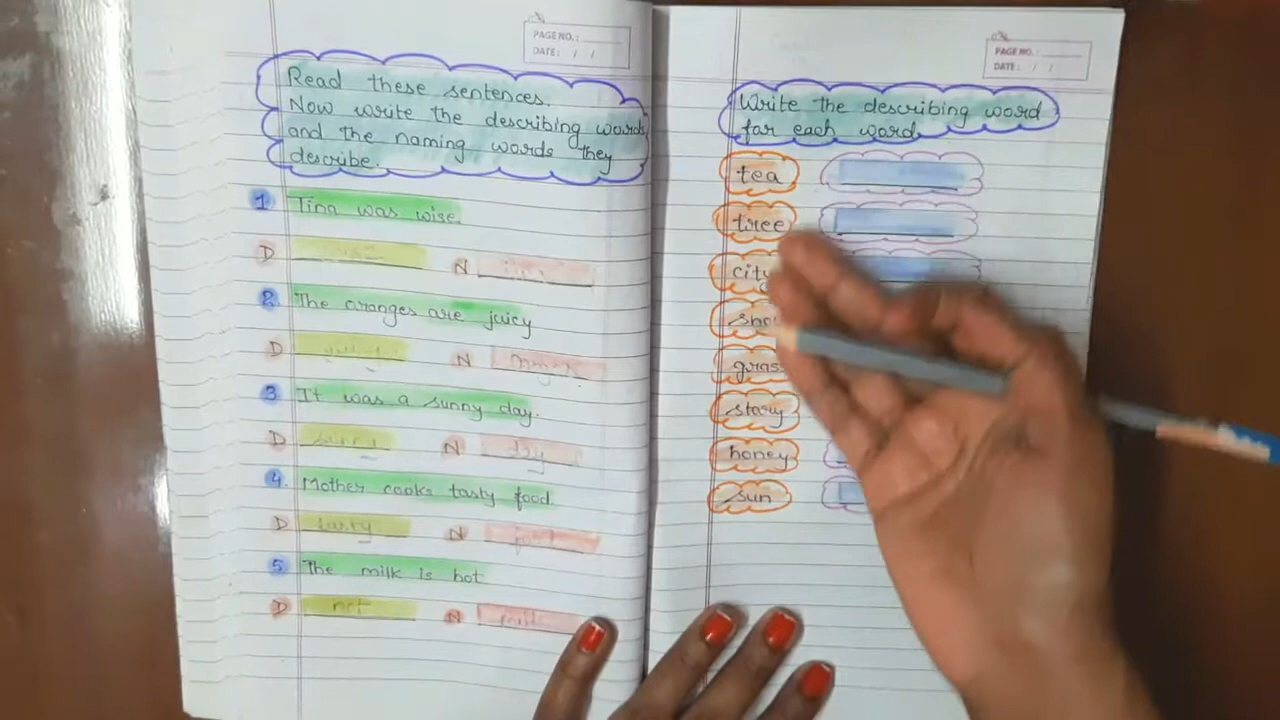 PAGE NO.:
DATE: / /
Read these sentences.
Now write the describing words
and the naming words they
describe.
1 Tina was wise.
D N
2 The oranges are juicy
D N
3 It was a sunny day.
D N
4. Mother cooks tasty food.
D tasty N
5 The milk is hot
D hot N
PAGE NO.:
DATE: / /
Write the describing word
for each word
tea
tree
city
grass
story
honey
sun